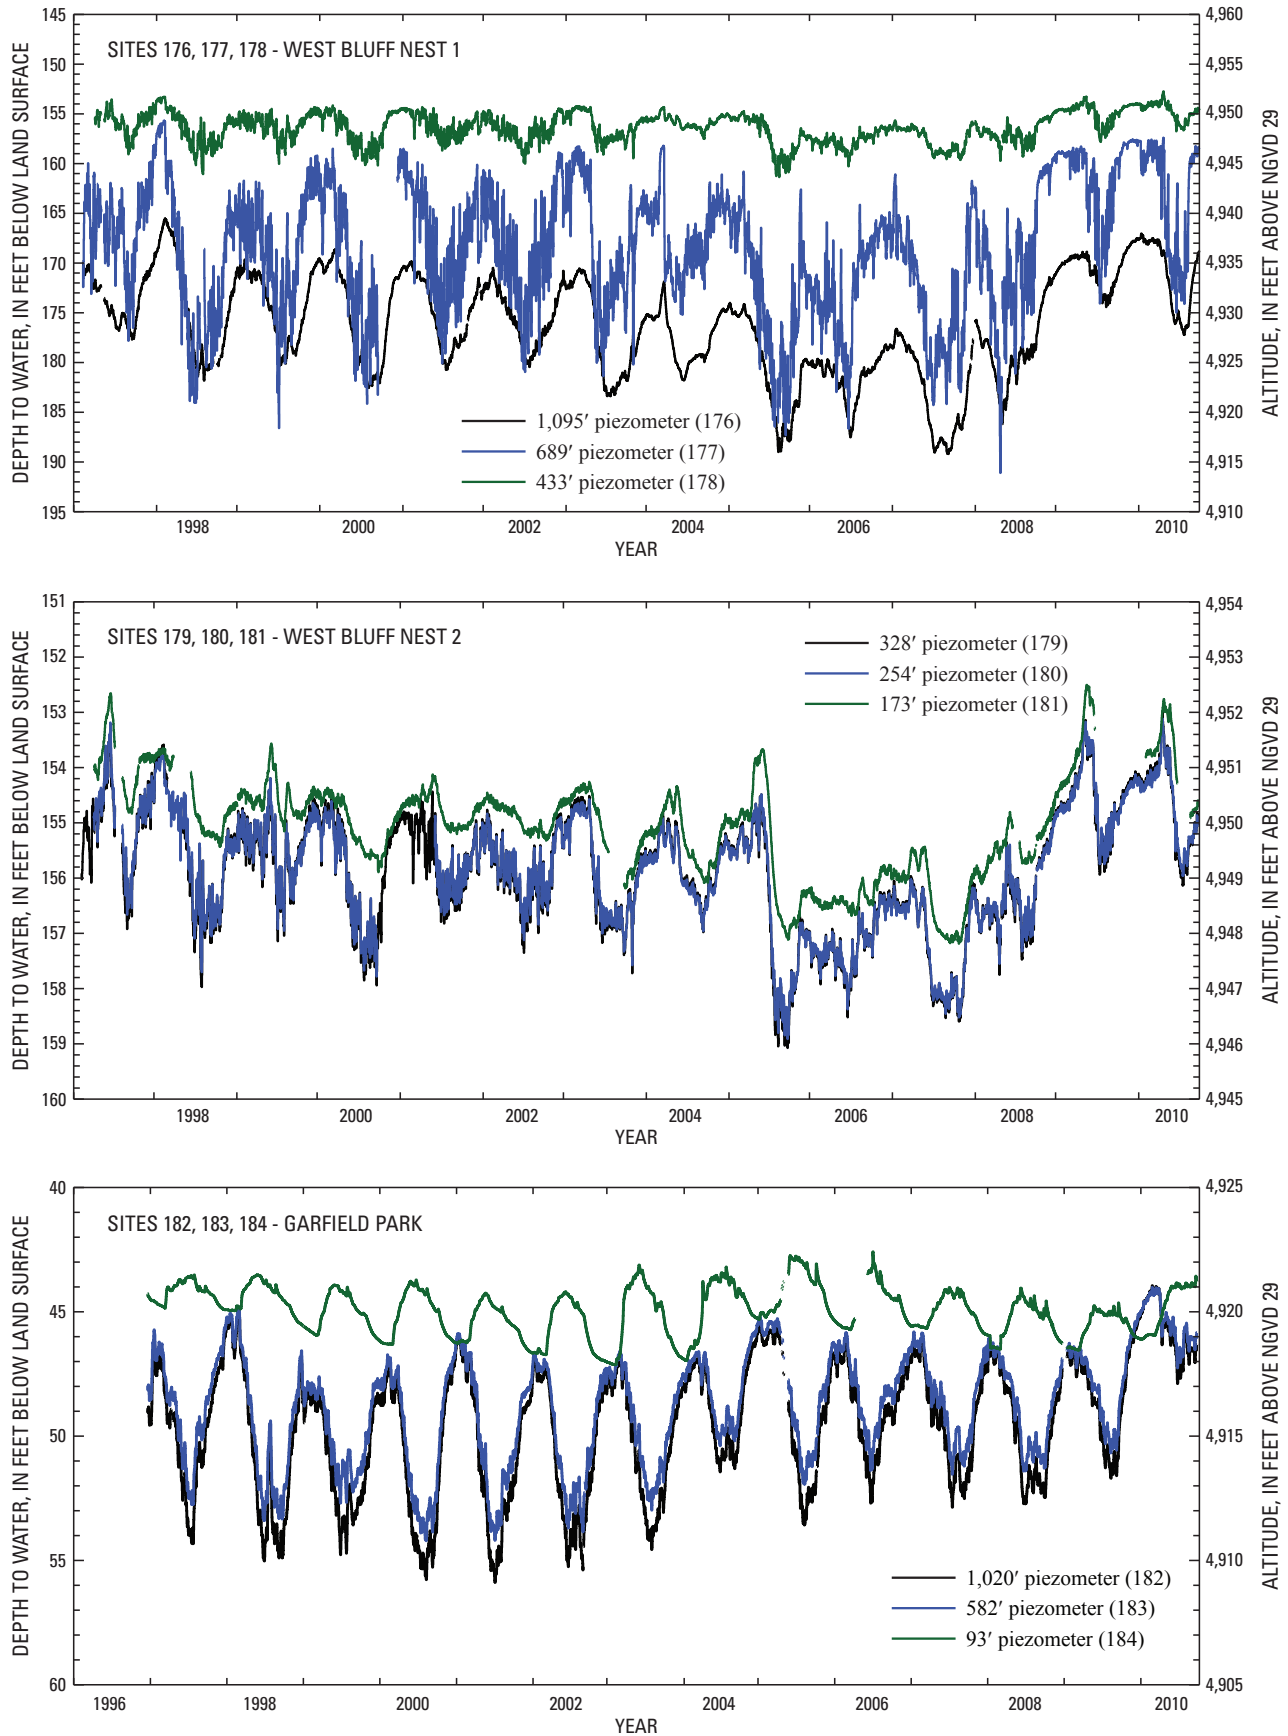 SITES 176, 177, 178 - WEST BLUFF NEST 1
DEPTH TO WATER, IN FEET BELOW LAND SURFACE
145
150
155
160
165
170
175
180
185
190
195
1,095′ piezometer (176)
689′ piezometer (177)
433′ piezometer (178)
4,960
4,955
4,950
4,945
4,940
4,935
4,930
4,925
4,920
4,915
4,910
ALTITUDE, IN FEET ABOVE NGVD 29
1998 2000 2002 2004 2006 2008 2010
YEAR
SITES 179, 180, 181 - WEST BLUFF NEST 2
DEPTH TO WATER, IN FEET BELOW LAND SURFACE
151
152
153
154
155
156
157
158
159
160
328′ piezometer (179)
254′ piezometer (180)
173′ piezometer (181)
4,954
4,953
4,952
4,951
4,950
4,949
4,948
4,947
4,946
4,945
ALTITUDE, IN FEET ABOVE NGVD 29
1998 2000 2002 2004 2006 2008 2010
YEAR
SITES 182, 183, 184 - GARFIELD PARK
DEPTH TO WATER, IN FEET BELOW LAND SURFACE
40
45
50
55
60
1,020′ piezometer (182)
582′ piezometer (183)
93′ piezometer (184)
4,925
4,920
4,915
4,910
4,905
ALTITUDE, IN FEET ABOVE NGVD 29
1996 1998 2000 2002 2004 2006 2008 2010
YEAR